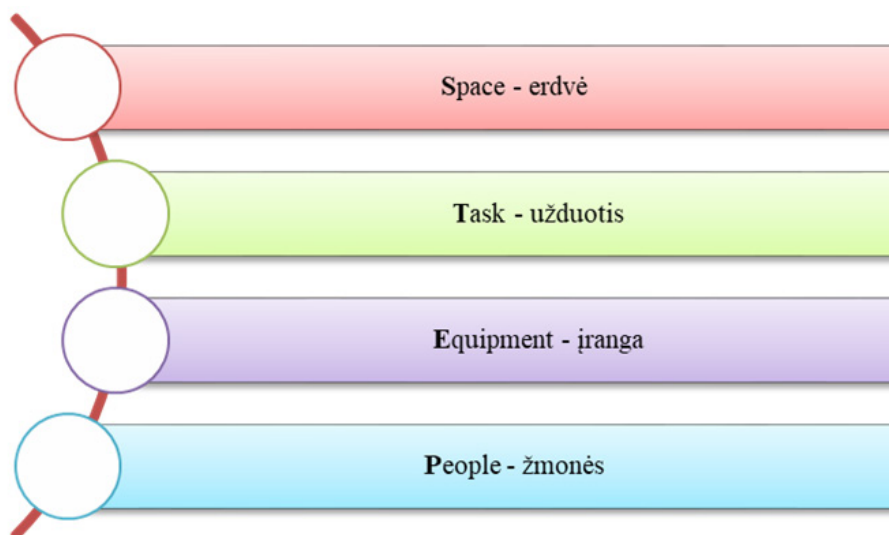 Space - erdvė
Task - užduotis
Equipment - įranga
People - žmonės